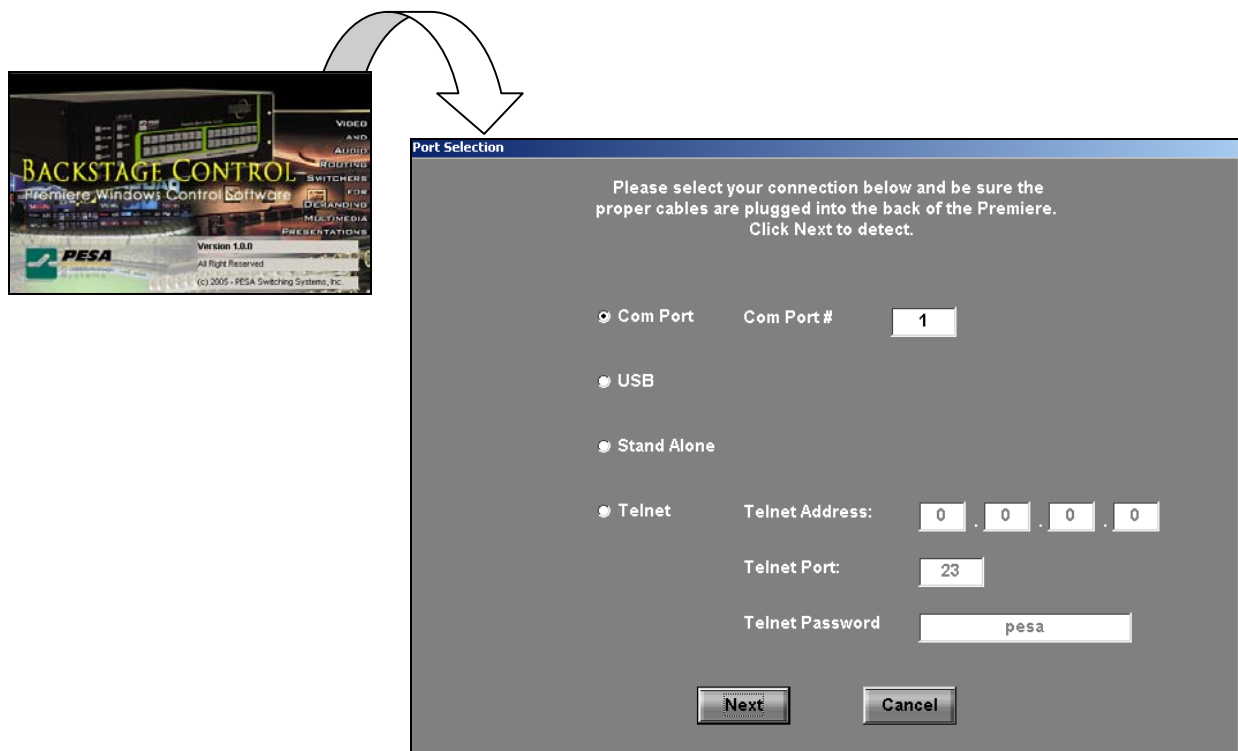 VIDEO
AND
AUDIO
ROUTING
SWITCHERS
FOR
DEMANDING
MULTIMEDIA
PRESENTATIONS
BACKSTAGE CONTROL
Premiere Windows Control Software
PESA
Systems
Version 1.0.0
All Right Reserved
(c) 2005 - PESA Switching Systems, Inc.
Port Selection
Please select your connection below and be sure the
proper cables are plugged into the back of the Premiere.
Click Next to detect.
Com Port Com Port # 1
USB
Stand Alone
Telnet Telnet Address: 0 . 0 . 0 . 0
Telnet Port: 23
Telnet Password pesa
Next Cancel